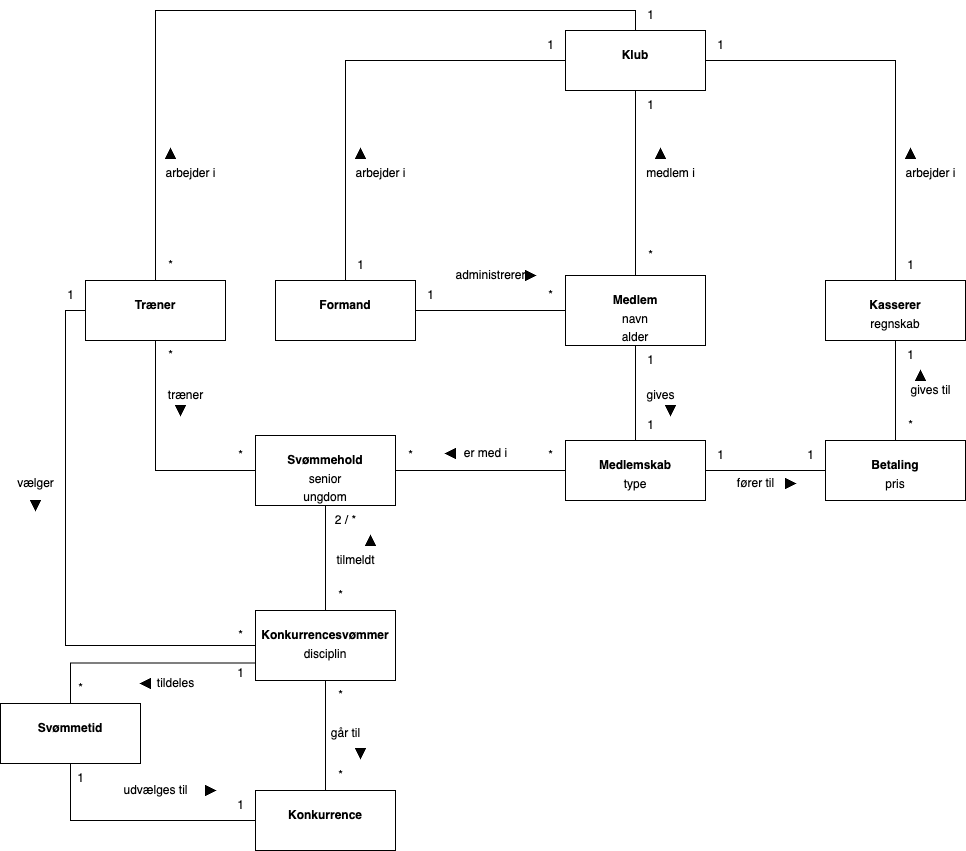 1
1
Klub
1
1
arbejder i
arbejder i
medlem i
arbejder i
*
1
*
1
administrerer
1
Træner
Formand
1
*
Medlem
navn
alder
Kasserer
regnskab
*
1
1
træner
gives
gives til
*
*
er med i
*
1
1
1
*
Svømmehold
senior
ungdom
Medlemskab
type
fører til
Betaling
pris
vælger
2 / *
tilmeldt
*
*
Konkurrencesvømmer
disciplin
1
*
tildeles
*
Svømmetid
går til
1
udvælges til
1
*
Konkurrence